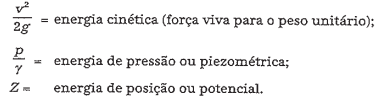 v²/2g = energia cinética (força viva para o peso unitário);
p/γ = energia de pressão ou piezométrica;
Z = energia de posição ou potencial.